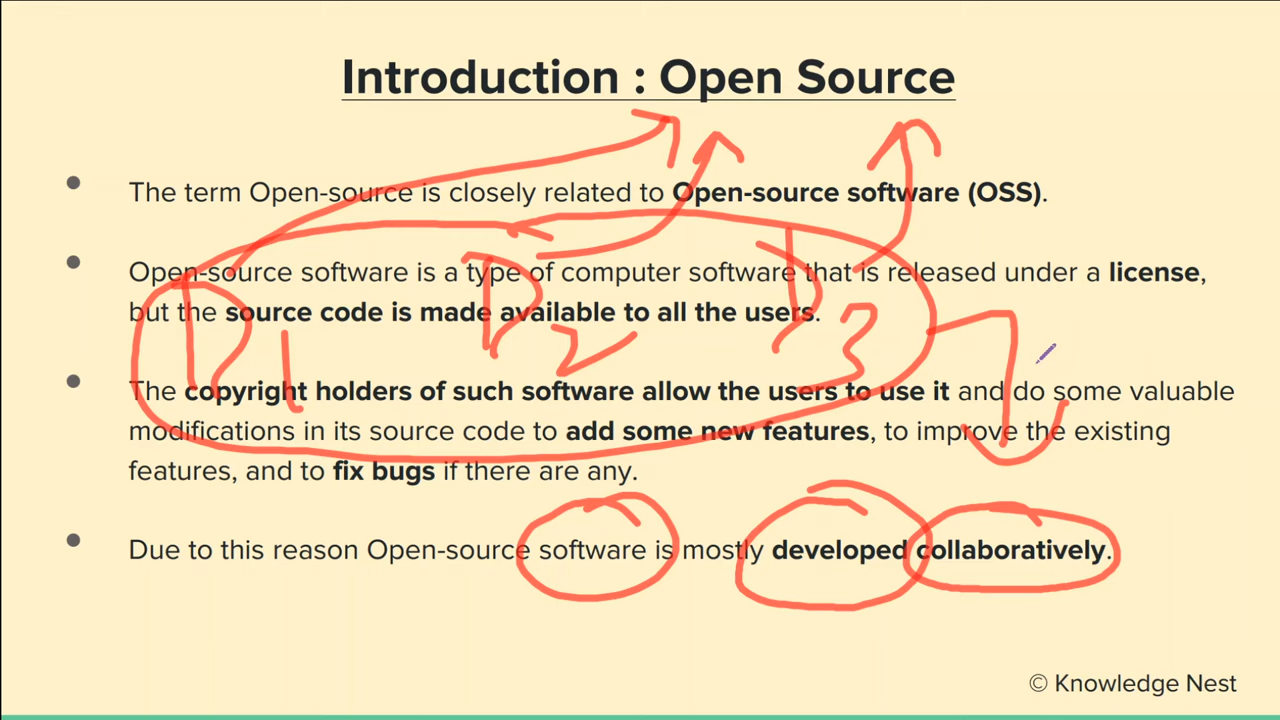 Introduction : Open Source
The term Open-source is closely related to Open-source software (OSS).
Open-source software is a type of computer software that is released under a license,
but the source code is made available to all the users.
D1 D2 D3
The copyright holders of such software allow the users to use it and do some valuable
modifications in its source code to add some new features, to improve the existing
features, and to fix bugs if there are any.
Due to this reason Open-source software is mostly developed collaboratively.
© Knowledge Nest